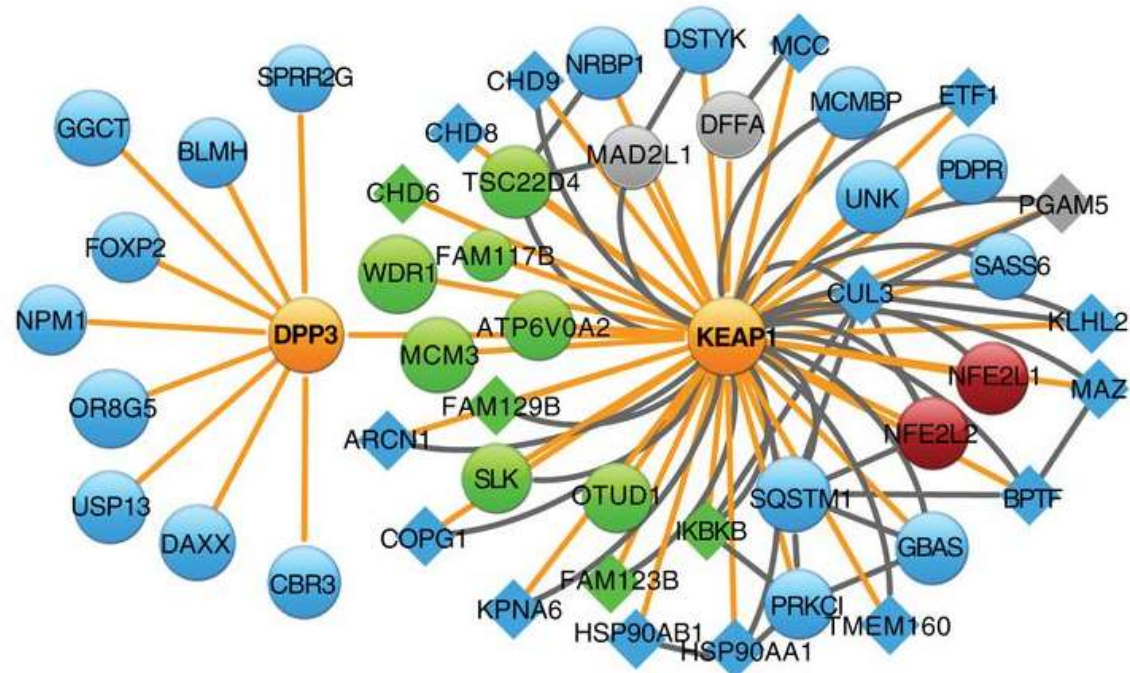 DSTYK
MCC
SPRR2G
NRBP1
CHD9
ETF1
MCMBP
GGCT
DFFA
CHD8
BLMH
MAD2L1
PDPR
TSC22D4
CHD6
UNK
PGAM5
FOXP2
FAM117B
WDR1
SASS6
CUL3
NPM1
ATP6V0A2
KLHL2
DPP3
KEAP1
MCM3
NFE2L1
MAZ
OR8G5
FAM129B
ARCN1
NFE2L2
SLK
OTUD1
SQSTM1
BPTF
USP13
IKBKB
DAXX
COPG1
GBAS
FAM123B
CBR3
KPNA6
PRKCI
HSP90AB1
TMEM160
HSP90AA1